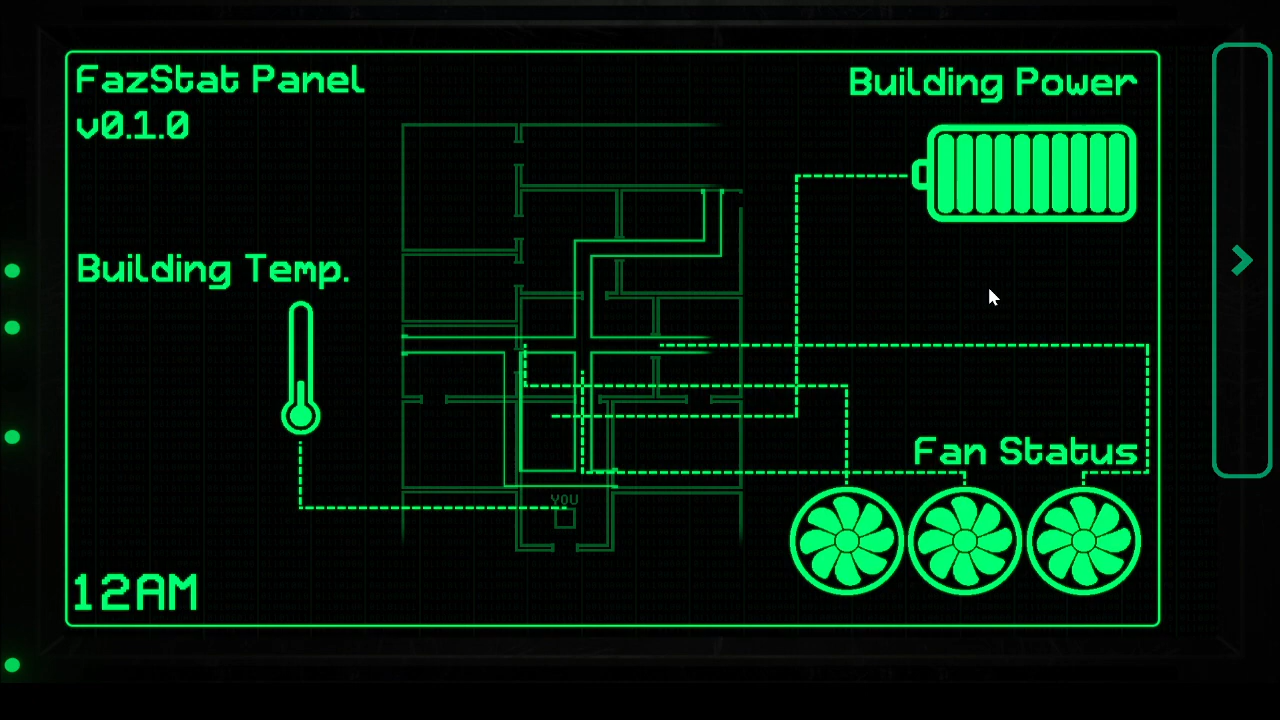 FazStat Panel
v0.1.0
Building Power
Building Temp.
Fan Status
YOU
12AM